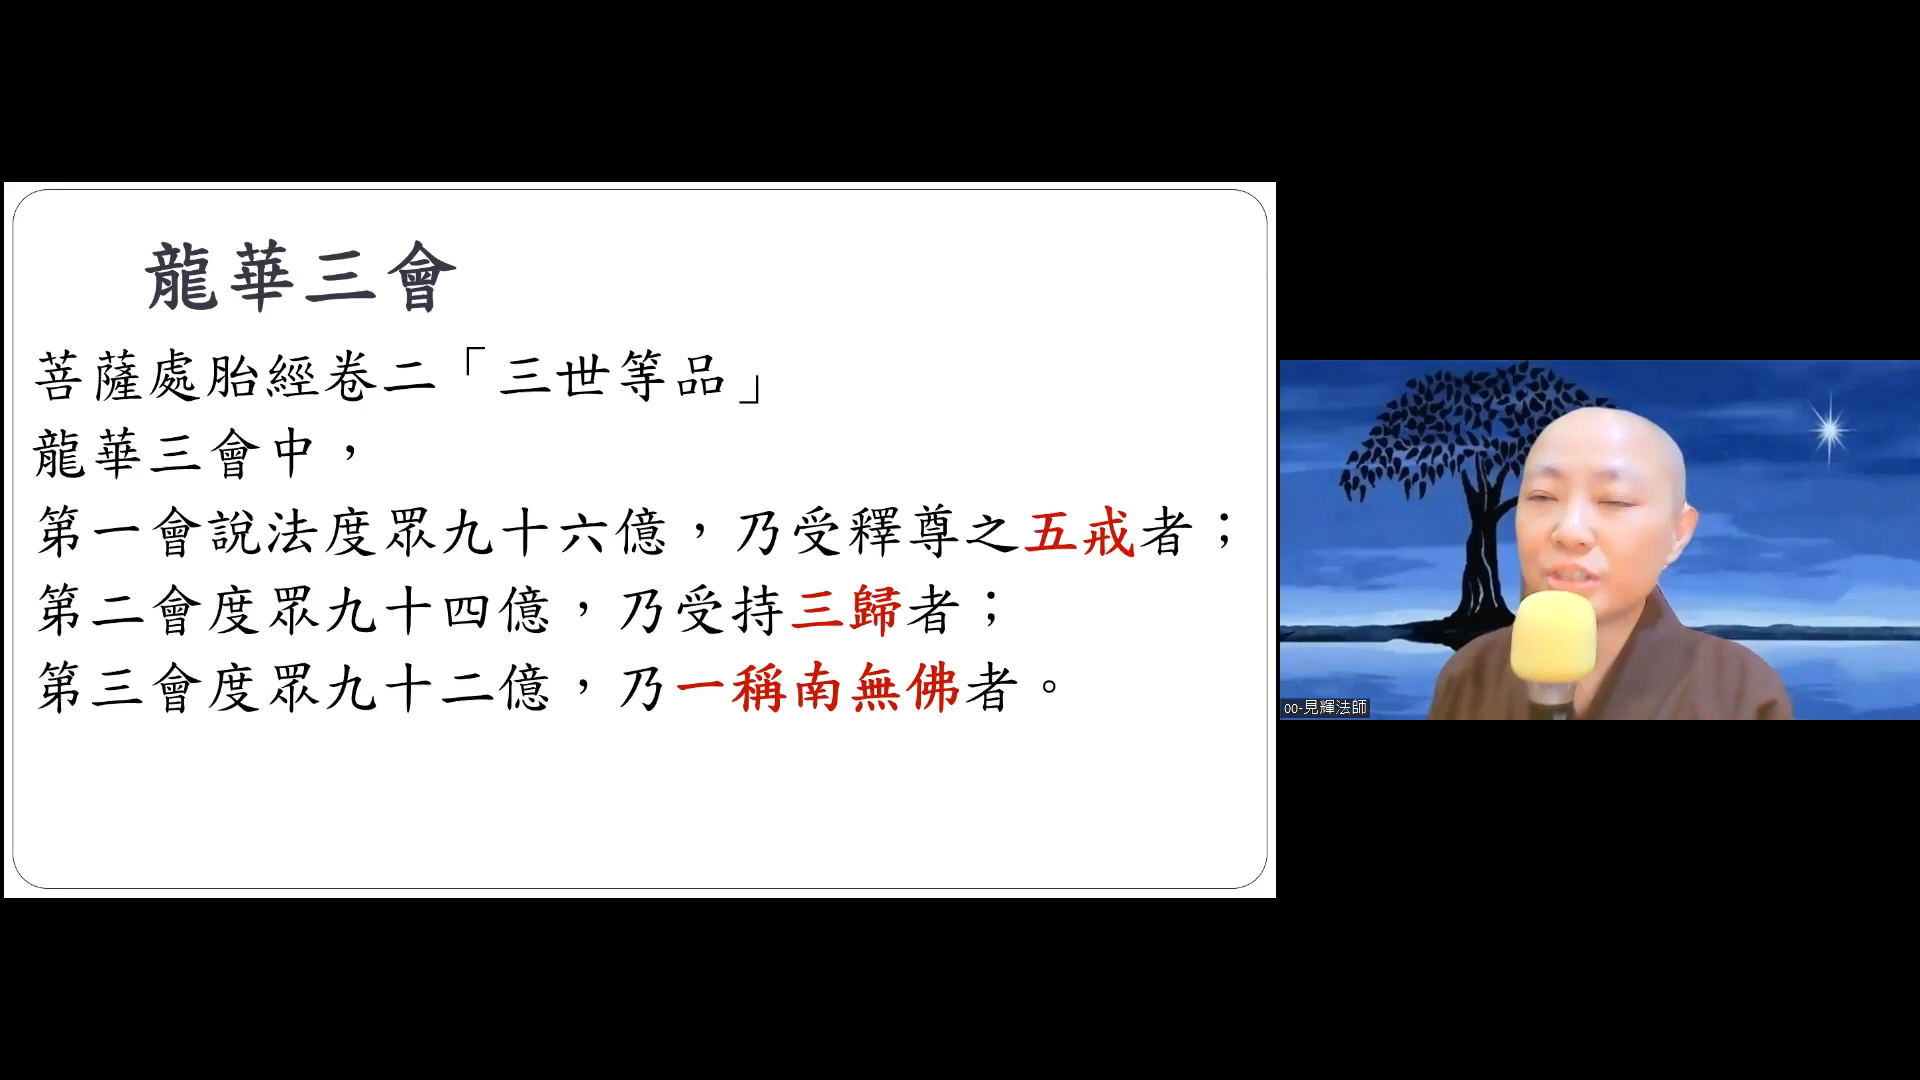 龍華三會
菩薩處胎經卷二「三世等品」
龍華三會中，
第一會說法度眾九十六億，乃受釋尊之五戒者；
第二會度眾九十四億，乃受持三歸者；
第三會度眾九十二億，乃一稱南無佛者。
00-見輝法師